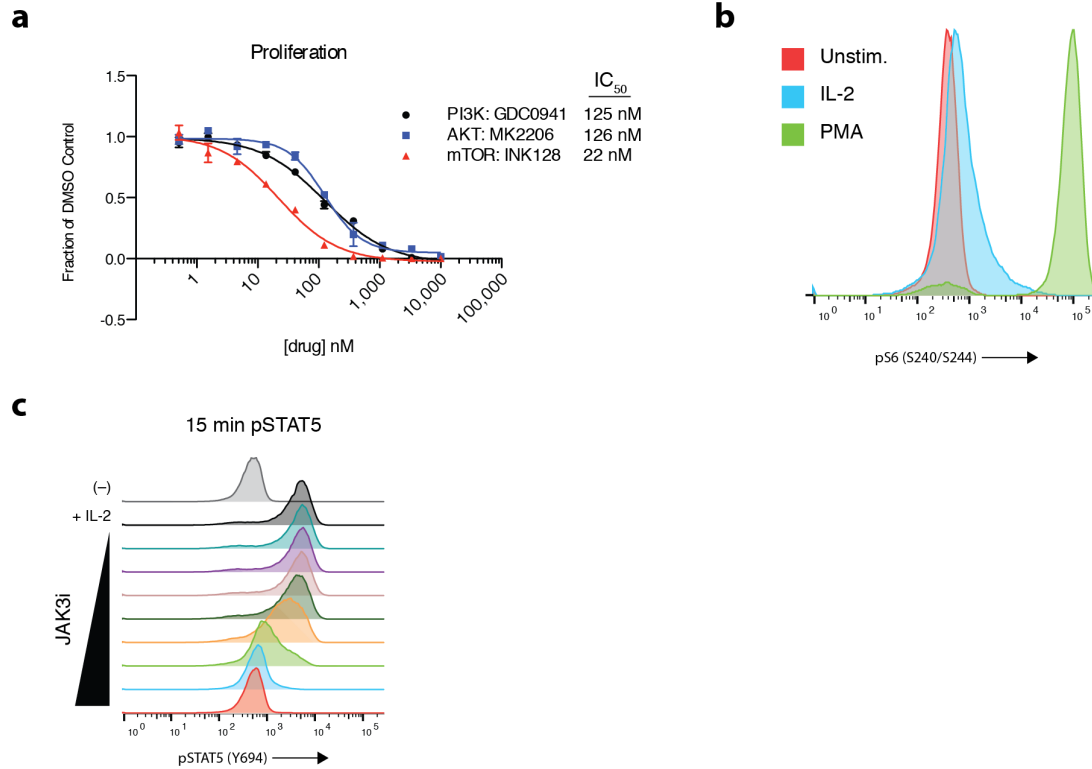 a
Proliferation
1.5
1.0
0.5
0.0
-0.5
Fraction of DMSO Control
1
10
100
1,000
10,000
100,000
[drug] nM
IC50
PI3K: GDC0941 125 nM
AKT: MK2206 126 nM
mTOR: INK128 22 nM
b
Unstim.
IL-2
PMA
10^0 10^1 10^2 10^3 10^4 10^5
pS6 (S240/S244)
c
15 min pSTAT5
(–)
+ IL-2
JAK3i
10^0 10^1 10^2 10^3 10^4 10^5
pSTAT5 (Y694)